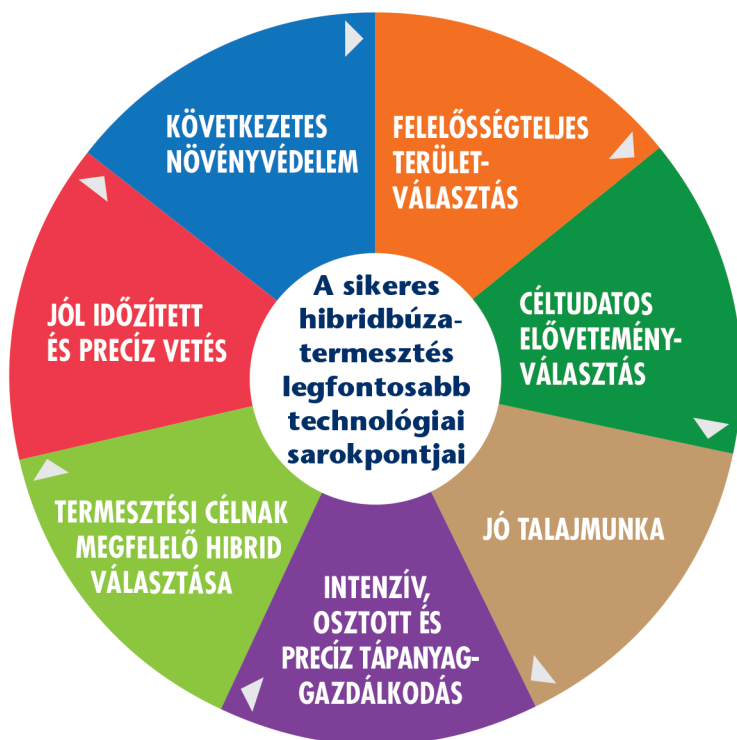 A sikeres
hibridbúza-
termesztés
legfontosabb
technológiai
sarokpontjai
FELELŐSSÉGTELJES
TERÜLET-
VÁLASZTÁS
CÉLTUDATOS
ELŐVETEMÉNY-
VÁLASZTÁS
JÓ TALAJMUNKA
INTENZÍV,
OSZTOTT ÉS
PRECÍZ TÁPANYAG-
GAZDÁLKODÁS
TERMESZTÉSI CÉLNAK
MEGFELELŐ HIBRID
VÁLASZTÁSA
JÓL IDŐZÍTETT
ÉS PRECÍZ VETÉS
KÖVETKEZETES
NÖVÉNYVÉDELEM